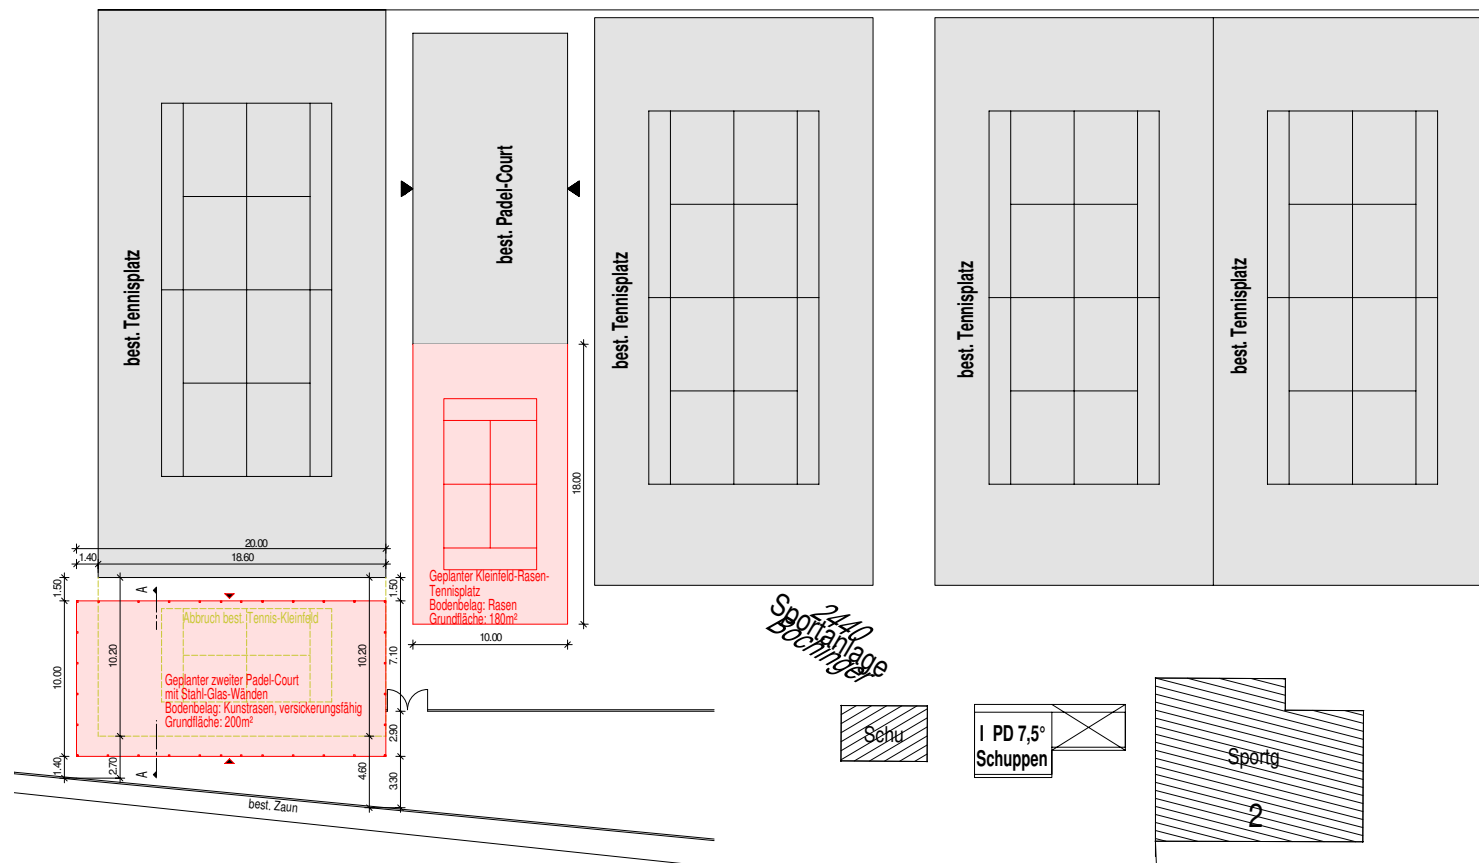 best. Tennisplatz
best. Padel-Court
best. Tennisplatz
best. Tennisplatz
best. Tennisplatz
18.00
20.00
1.40
18.60
1.50
1.50
A
Abbruch best. Tennis-Kleinfeld
Geplanter Kleinfeld-Rasen-
Tennisplatz
Bodenbelag: Rasen
Grundfläche: 180m²
10.00
10.00
10.20
10.20
7.10
Geplanter zweiter Padel-Court
mit Stahl-Glas-Wänden
Bodenbelag: Kunstrasen, versickerungsfähig
Grundfläche: 200m²
2.90
1.40
2.70
A
4.60
3.30
best. Zaun
2440
Sportanlage
Böchinger
Schu
I PD 7,5°
Schuppen
Sportg
2